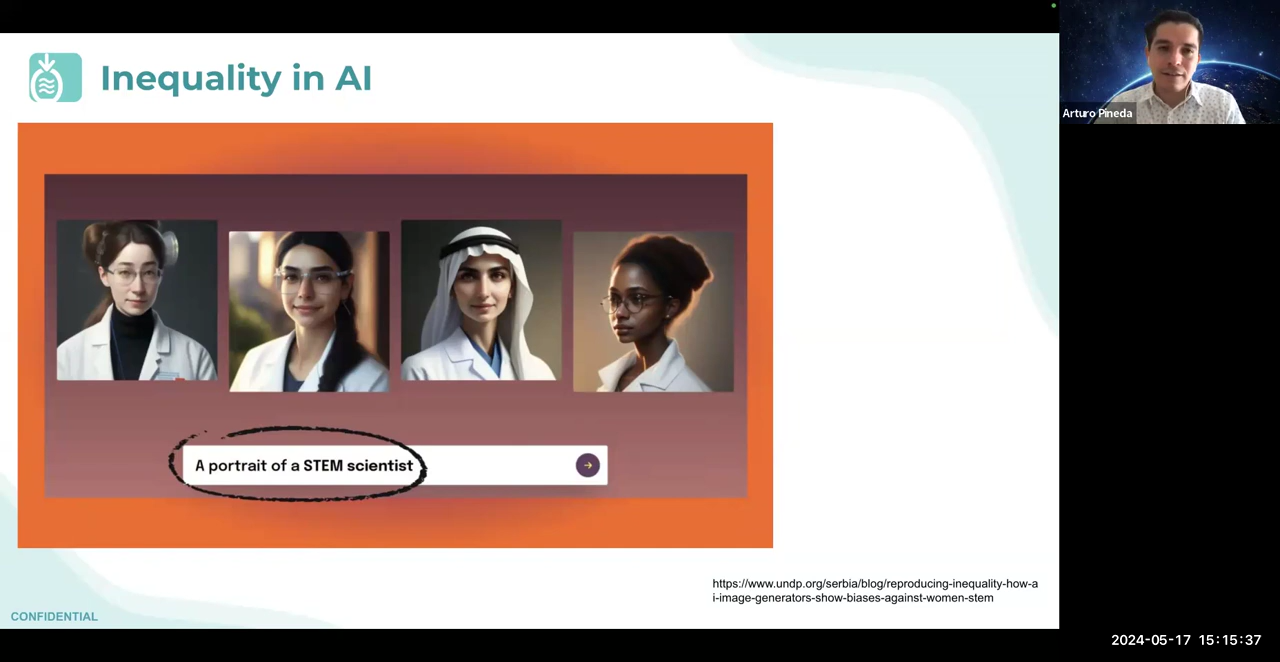 Inequality in AI
Arturo Pineda
A portrait of a STEM scientist
https://www.undp.org/serbia/blog/reproducing-inequality-how-a
i-image-generators-show-biases-against-women-stem
CONFIDENTIAL
2024-05-17 15:15:37